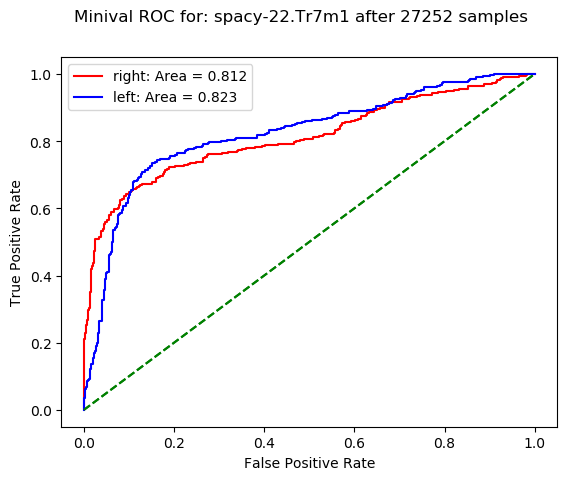 Minival ROC for: spacy-22.Tr7m1 after 27252 samples
right: Area = 0.812
left: Area = 0.823
True Positive Rate
1.0
0.8
0.6
0.4
0.2
0.0
0.0 0.2 0.4 0.6 0.8 1.0
False Positive Rate